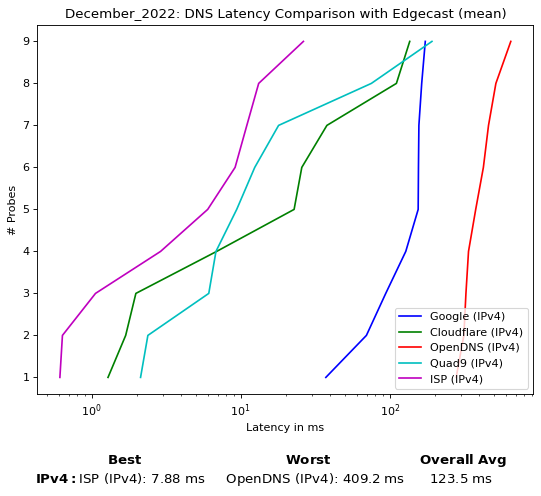 December_2022: DNS Latency Comparison with Edgecast (mean)
9
8
7
6
5
4
3
2
1
# Probes
10^0 10^1 10^2
Latency in ms
Google (IPv4)
Cloudflare (IPv4)
OpenDNS (IPv4)
Quad9 (IPv4)
ISP (IPv4)
Best Worst Overall Avg
IPv4: ISP (IPv4): 7.88 ms OpenDNS (IPv4): 409.2 ms 123.5 ms